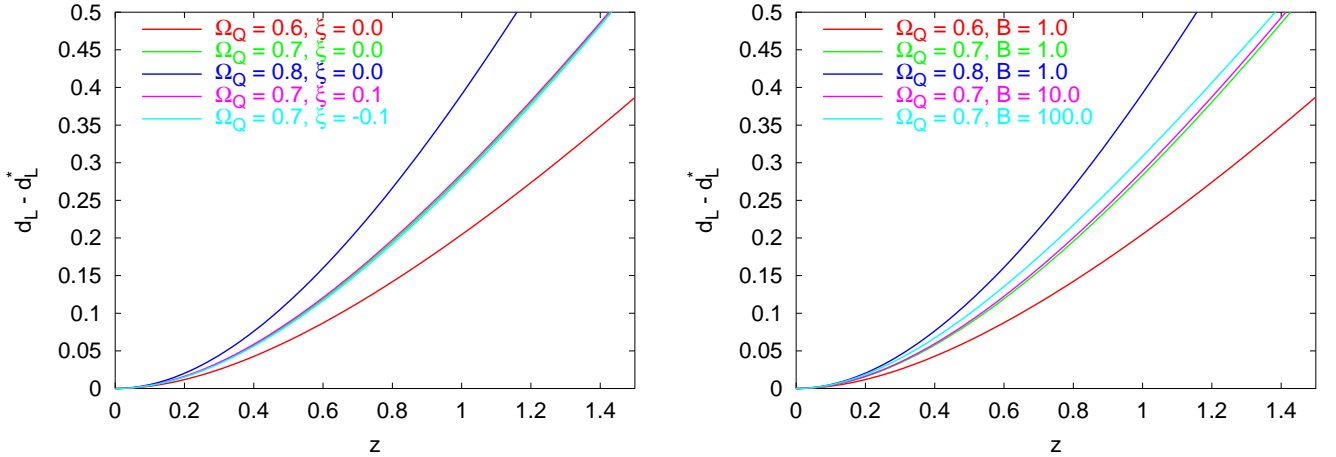 0.5
0.45
0.4
0.35
0.3
0.25
0.2
0.15
0.1
0.05
0
d_L - d_L^*
Ω_Q = 0.6, ξ = 0.0
Ω_Q = 0.7, ξ = 0.0
Ω_Q = 0.8, ξ = 0.0
Ω_Q = 0.7, ξ = 0.1
Ω_Q = 0.7, ξ = -0.1
0 0.2 0.4 0.6 0.8 1 1.2 1.4
z
0.5
0.45
0.4
0.35
0.3
0.25
0.2
0.15
0.1
0.05
0
d_L - d_L^*
Ω_Q = 0.6, B = 1.0
Ω_Q = 0.7, B = 1.0
Ω_Q = 0.8, B = 1.0
Ω_Q = 0.7, B = 10.0
Ω_Q = 0.7, B = 100.0
0 0.2 0.4 0.6 0.8 1 1.2 1.4
z